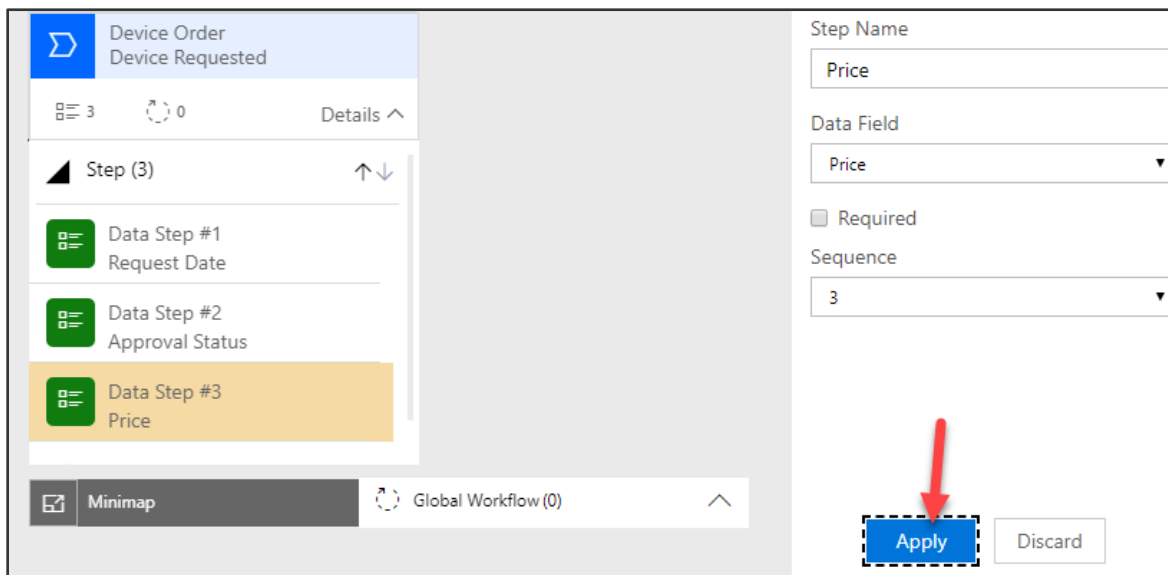 Device Order
Device Requested
3
0
Details
Step (3)
Data Step #1
Request Date
Data Step #2
Approval Status
Data Step #3
Price
Minimap
Global Workflow (0)
Step Name
Price
Data Field
Price
Required
Sequence
3
Apply
Discard